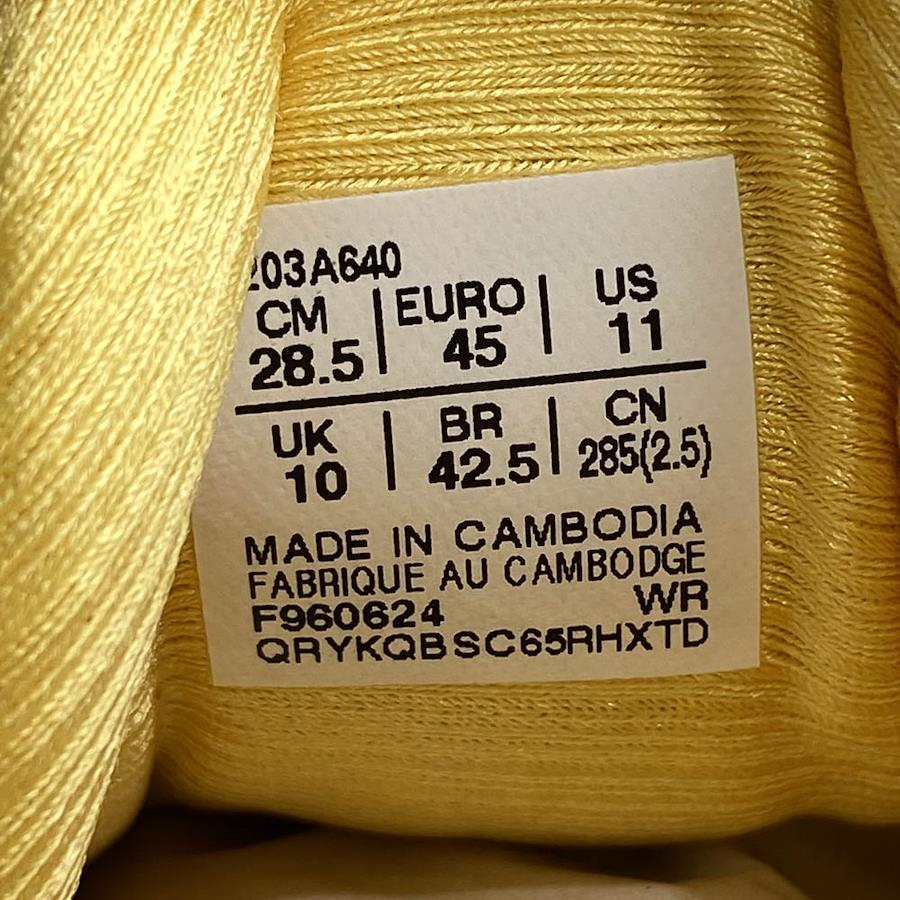 203A640
CM | EURO | US
28.5 | 45 | 11
UK | BR | CN
10 | 42.5 | 285(2.5)
MADE IN CAMBODIA
FABRIQUE AU CAMBODGE
F960624 WR
QRYKQBSC65RHXTD